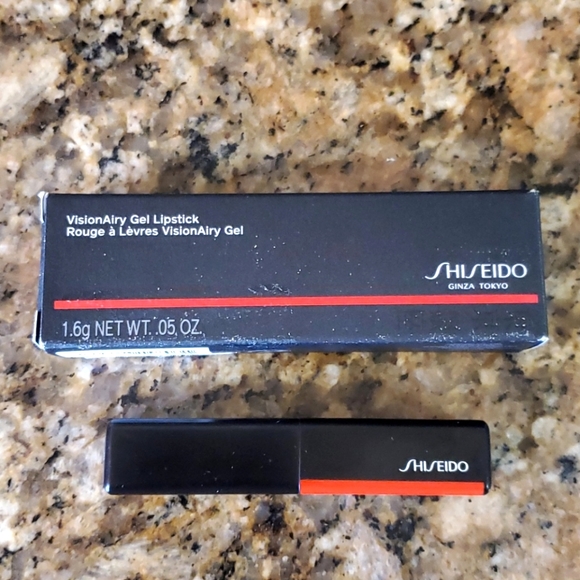 VisionAiry Gel Lipstick
Rouge à Lèvres VisionAiry Gel
SHISEIDO
GINZA TOKYO
1.6g NET WT. .05 OZ.
SHISEIDO